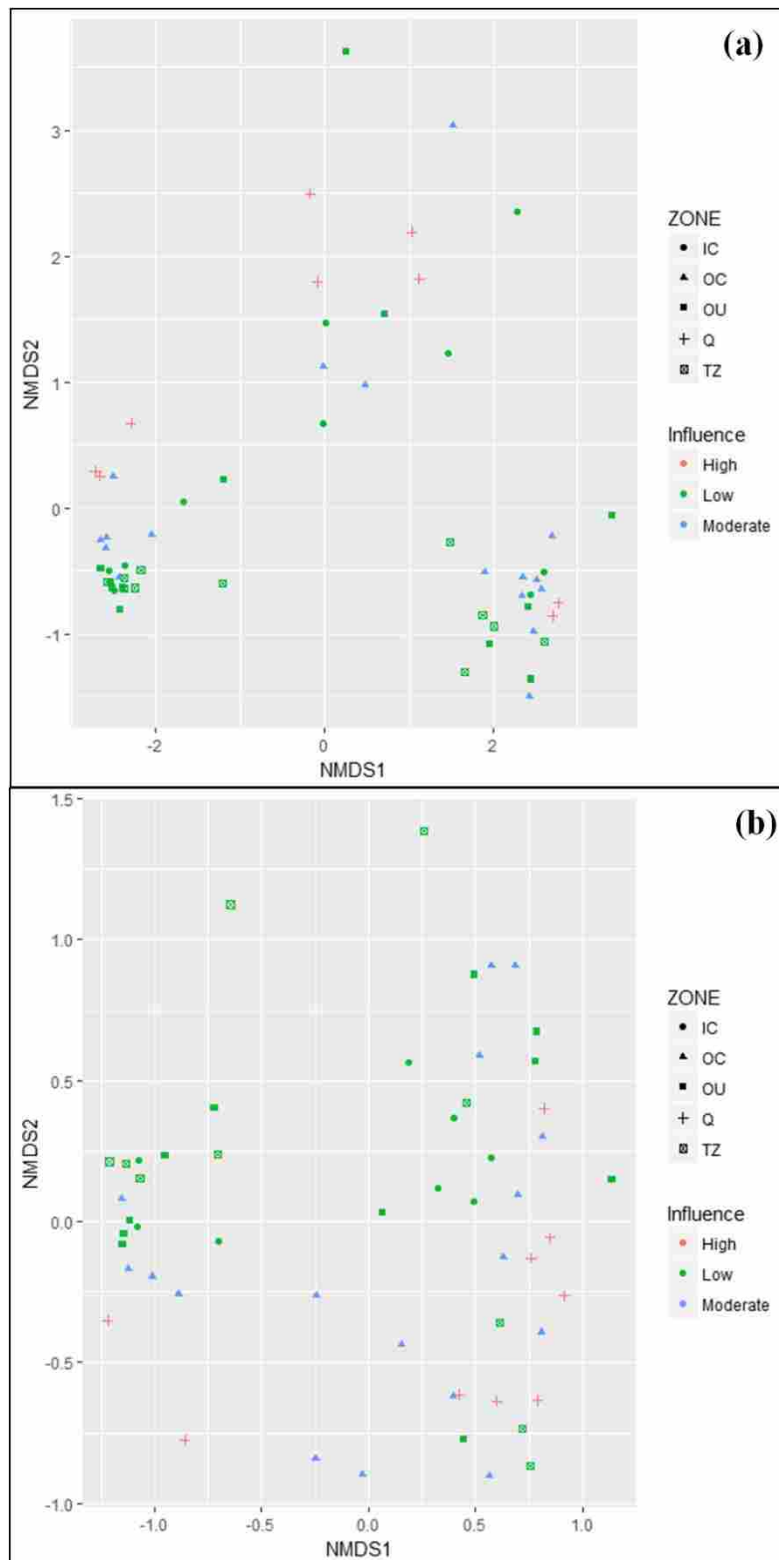 (a)
3
2
1
0
-1
NMDS2
-2
0
2
NMDS1
ZONE
IC
OC
OU
Q
TZ
Influence
High
Low
Moderate
(b)
1.5
1.0
0.5
0.0
-0.5
-1.0
NMDS2
-1.0
-0.5
0.0
0.5
1.0
NMDS1
ZONE
IC
OC
OU
Q
TZ
Influence
High
Low
Moderate